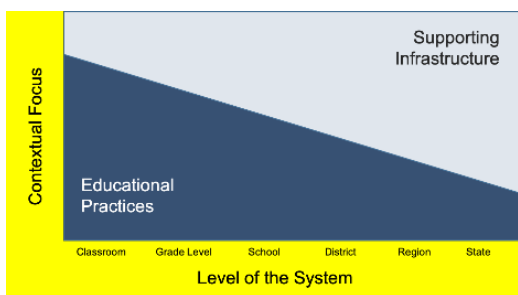 Supporting
Infrastructure
Contextual Focus
Educational
Practices
Classroom Grade Level School District Region State
Level of the System